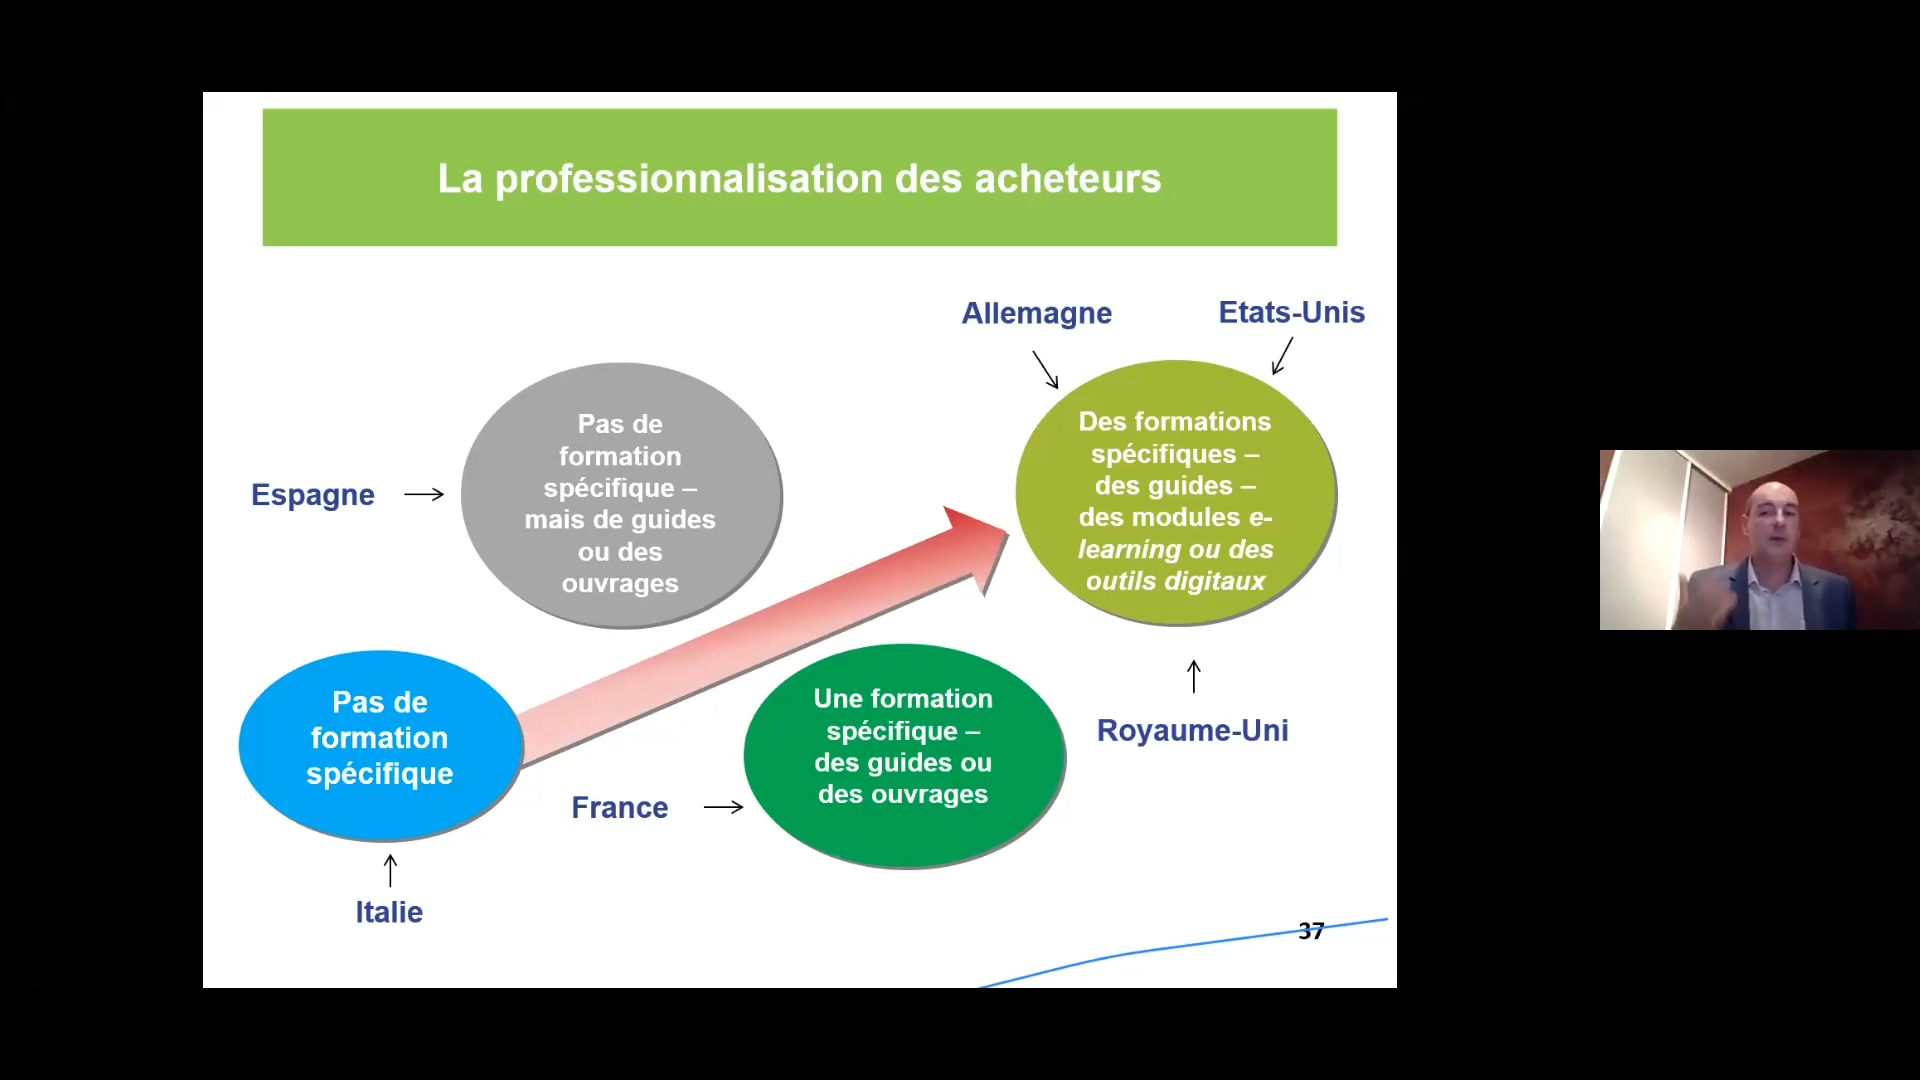 La professionnalisation des acheteurs
Allemagne
Etats-Unis
Espagne
Pas de
formation
spécifique –
mais de guides
ou des
ouvrages
Des formations
spécifiques –
des guides –
des modules e-
learning ou des
outils digitaux
Pas de
formation
spécifique
Une formation
spécifique –
des guides ou
des ouvrages
Royaume-Uni
France
Italie
37